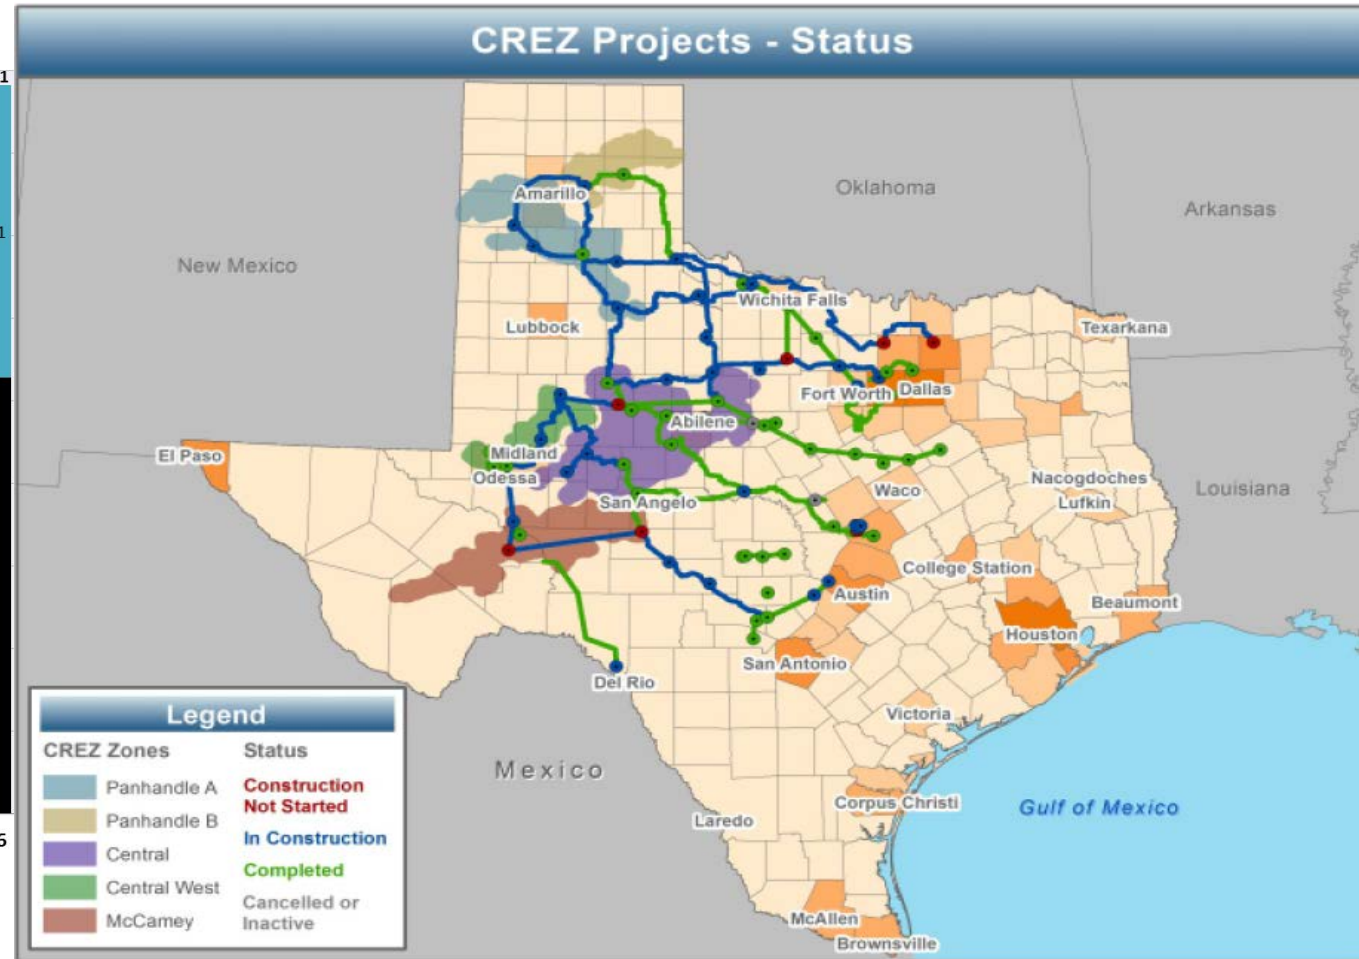 CREZ Projects - Status
1
1
5
Oklahoma
Arkansas
New Mexico
Louisiana
Mexico
Gulf of Mexico
Amarillo
Lubbock
Wichita Falls
Texarkana
Fort Worth
Dallas
Abilene
El Paso
Midland
Odessa
San Angelo
Waco
Nacogdoches
Lufkin
College Station
Austin
Beaumont
Houston
San Antonio
Del Rio
Victoria
Corpus Christi
Laredo
McAllen
Brownsville
Legend
CREZ Zones
Panhandle A
Panhandle B
Central
Central West
McCamey
Status
Construction
Not Started
In Construction
Completed
Cancelled or
Inactive